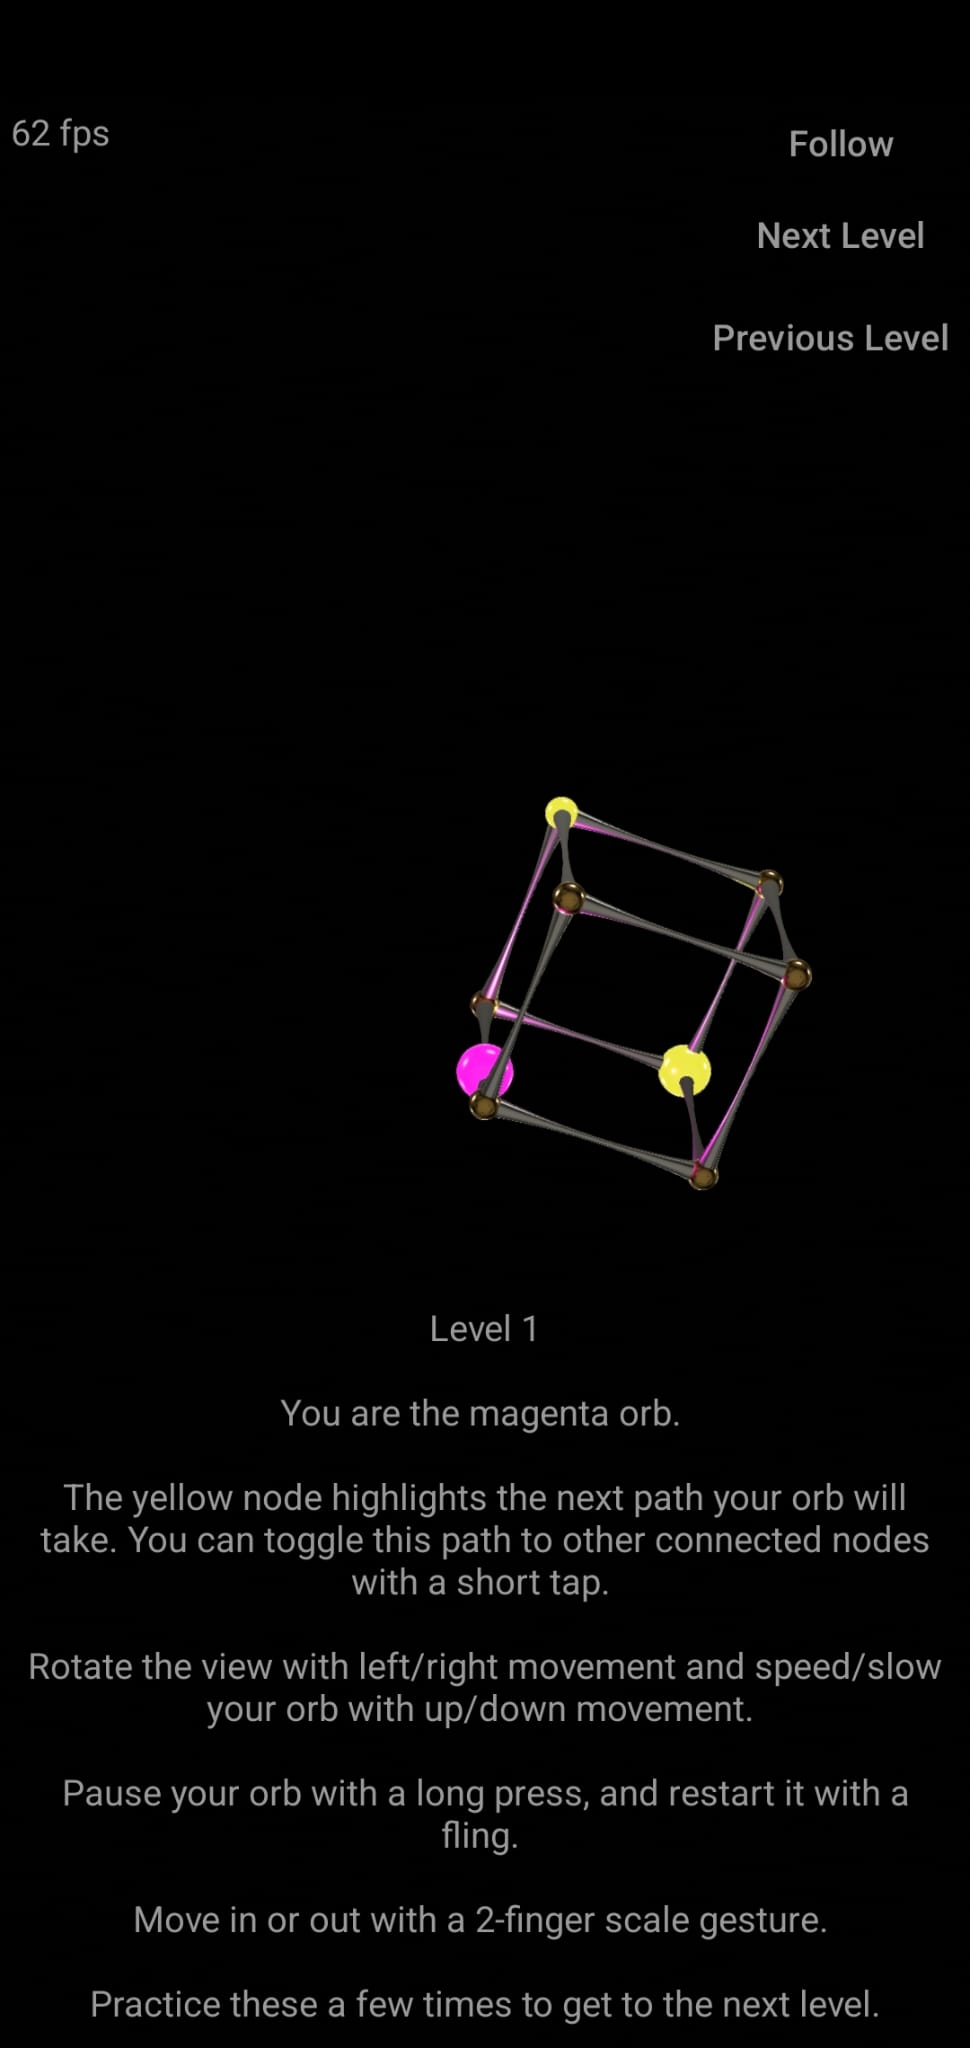 62 fps
Follow
Next Level
Previous Level
Level 1
You are the magenta orb.
The yellow node highlights the next path your orb will
take. You can toggle this path to other connected nodes
with a short tap.
Rotate the view with left/right movement and speed/slow
your orb with up/down movement.
Pause your orb with a long press, and restart it with a
fling.
Move in or out with a 2-finger scale gesture.
Practice these a few times to get to the next level.